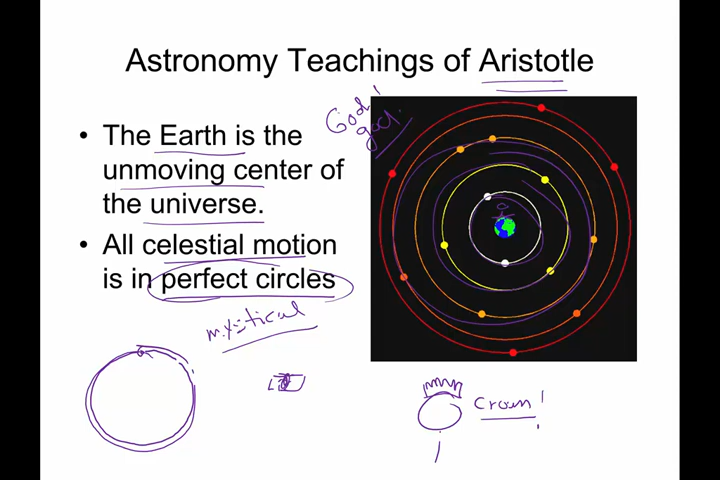 Astronomy Teachings of Aristotle
• The Earth is the
unmoving center of
the universe.
• All celestial motion
is in perfect circles
God!
god.
mystical
Crown!